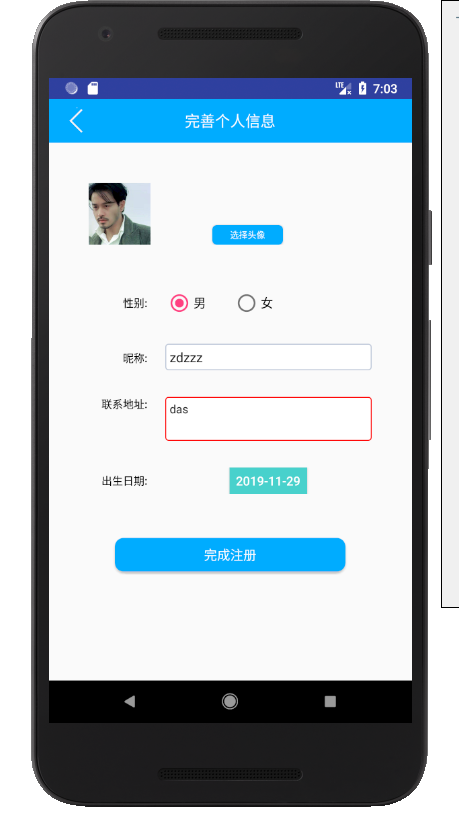 LTE 7:03
完善个人信息
选择头像
性别: 男 女
昵称: zdzzz
联系地址: das
出生日期: 2019-11-29
完成注册